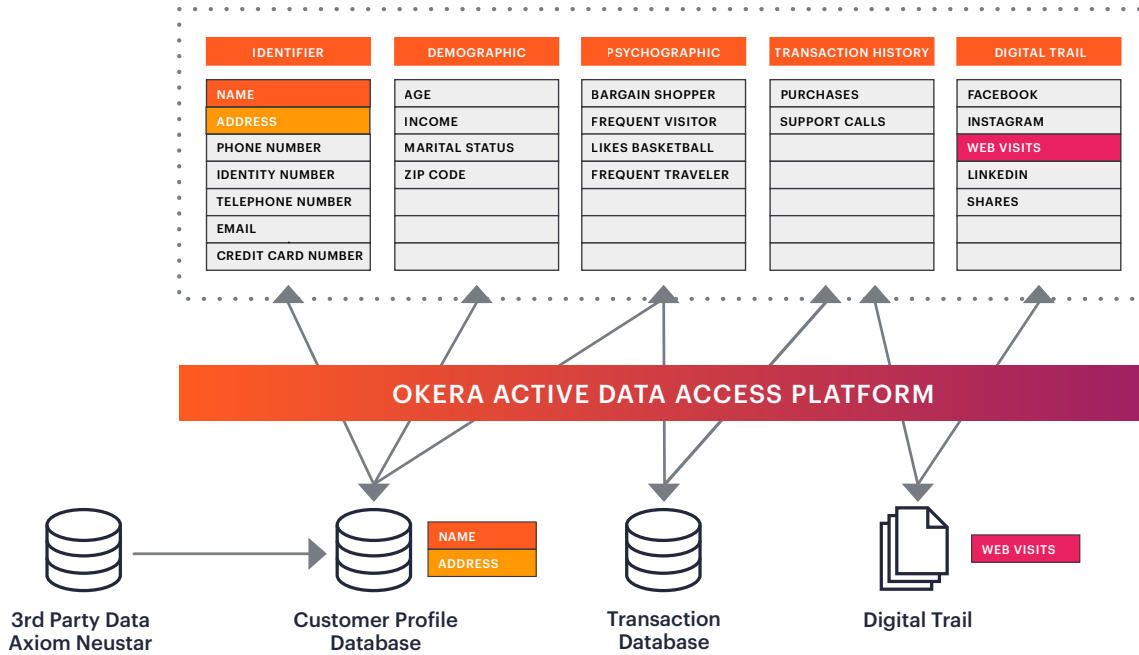 IDENTIFIER
NAME
ADDRESS
PHONE NUMBER
IDENTITY NUMBER
TELEPHONE NUMBER
EMAIL
CREDIT CARD NUMBER
DEMOGRAPHIC
AGE
INCOME
MARITAL STATUS
ZIP CODE
PSYCHOGRAPHIC
BARGAIN SHOPPER
FREQUENT VISITOR
LIKES BASKETBALL
FREQUENT TRAVELER
TRANSACTION HISTORY
PURCHASES
SUPPORT CALLS
DIGITAL TRAIL
FACEBOOK
INSTAGRAM
WEB VISITS
LINKEDIN
SHARES
OKERA ACTIVE DATA ACCESS PLATFORM
3rd Party Data
Axiom Neustar
NAME
ADDRESS
Customer Profile
Database
Transaction
Database
WEB VISITS
Digital Trail